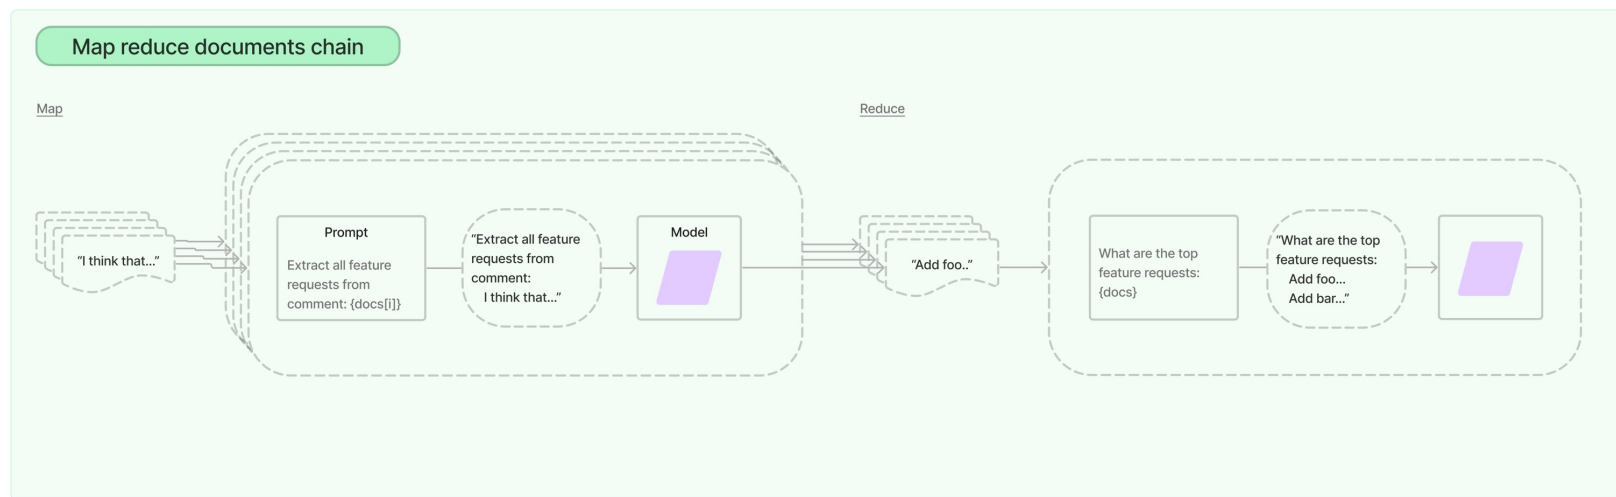 Map reduce documents chain
Map
Reduce
“I think that...”
Prompt
Extract all feature
requests from
comment: {docs[i]}
“Extract all feature
requests from
comment:
I think that...”
Model
“Add foo..”
What are the top
feature requests:
{docs}
“What are the top
feature requests:
Add foo...
Add bar...”